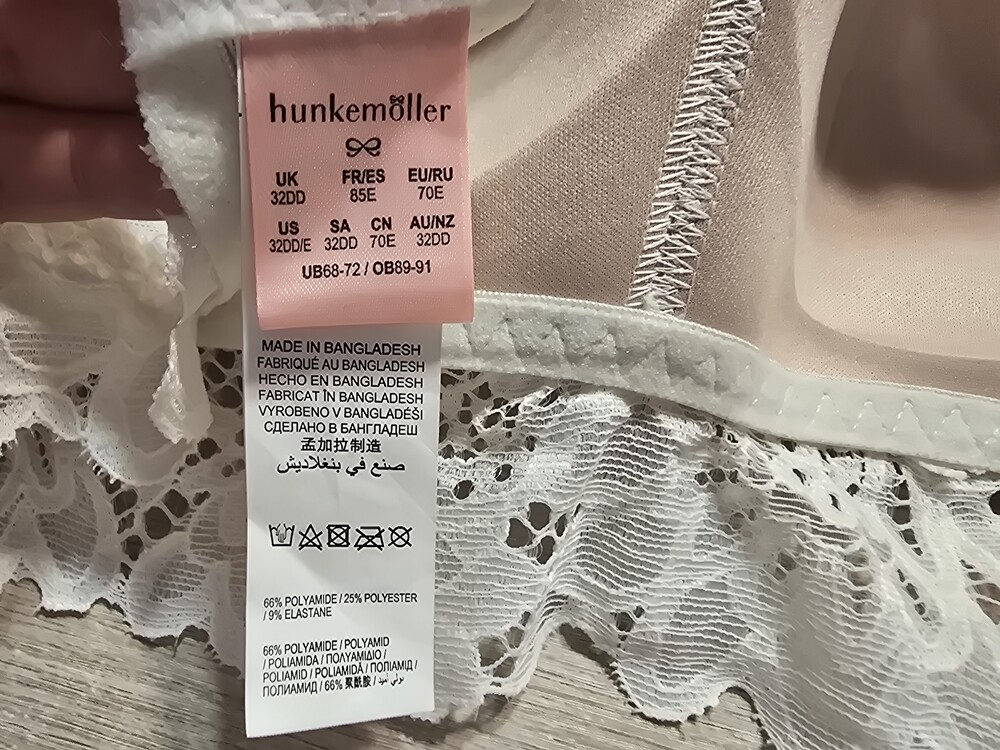 hunkemöller
UK FR/ES EU/RU
32DD 85E 70E
US SA CN AU/NZ
32DD/E 32DD 70E 32DD
UB68-72 / OB89-91
MADE IN BANGLADESH
FABRIQUÉ AU BANGLADESH
HECHO EN BANGLADESH
FABRICAT ÎN BANGLADESH
VYROBENO V BANGLADÉŠI
СДЕЛАНО В БАНГЛАДЕШ
孟加拉制造
صنع في بنغلاديش
66% POLYAMIDE / 25% POLYESTER
/ 9% ELASTANE
66% POLYAMIDE / POLYAMID
/ POLIAMIDA / ΠΟΛΥΑΜΙΔΙΟ /
POLIAMID / POLIAMIDĂ / ПОЛІАМІД /
ПОЛИАМИД / 66% 聚酰胺 / بولي أميد